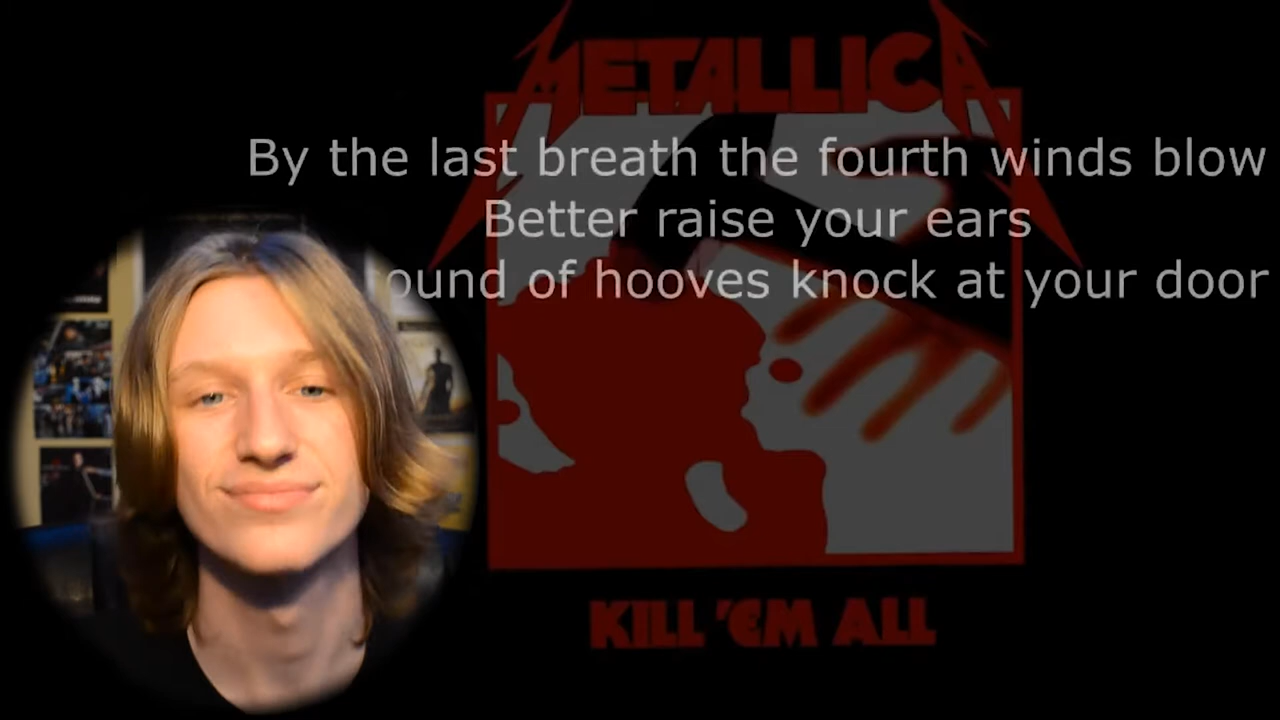 METALLICA
By the last breath the fourth winds blow
Better raise your ears
of hooves knock at your door
KILL 'EM ALL